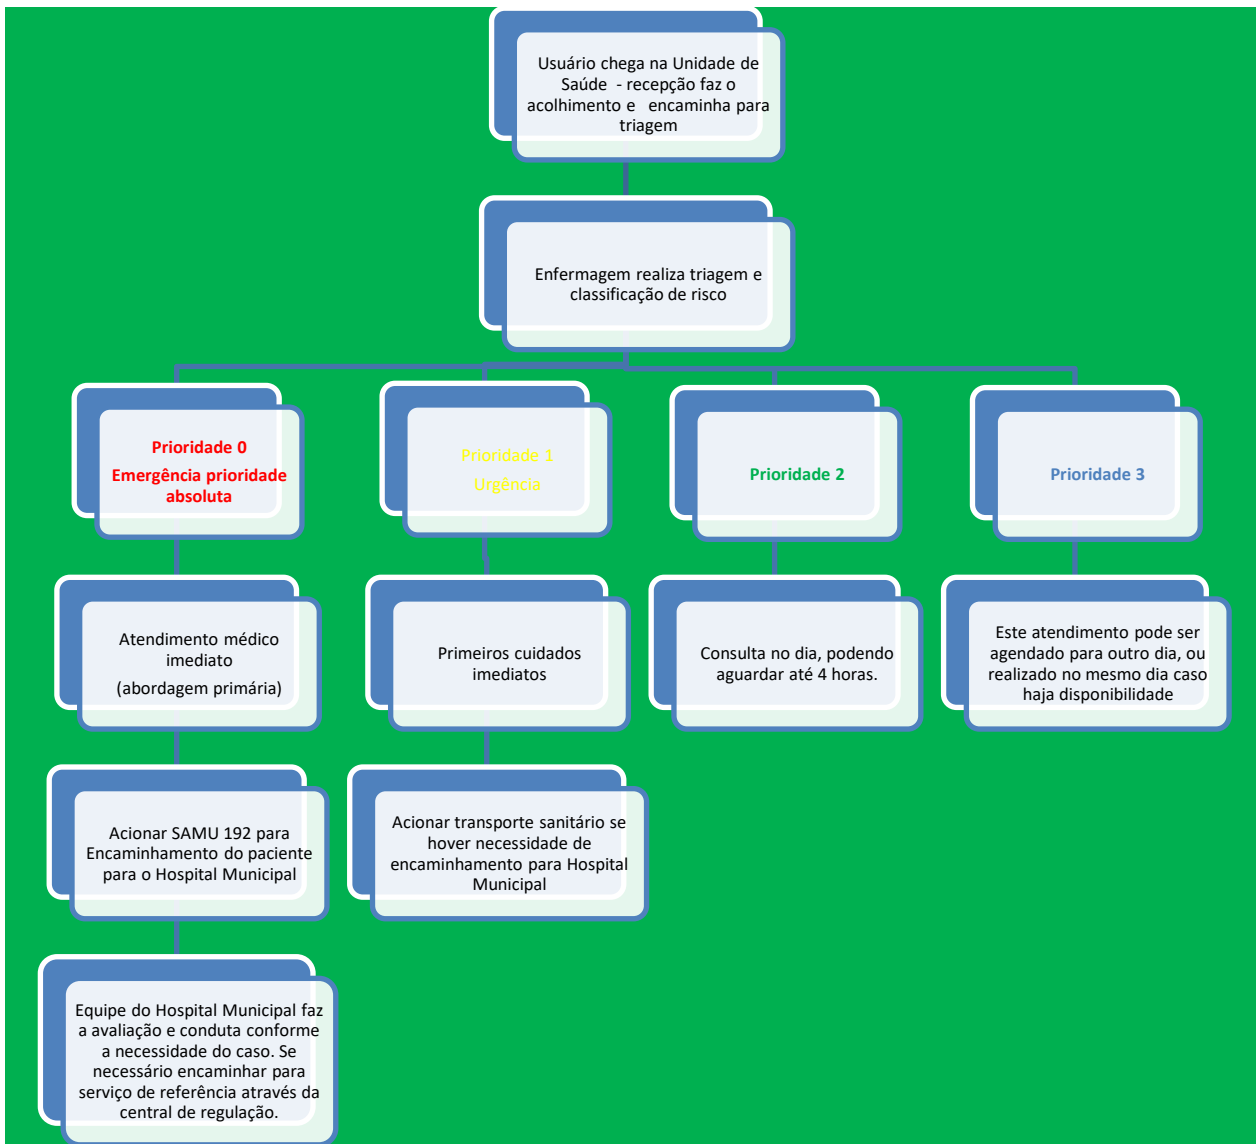 Usuário chega na Unidade de
Saúde - recepção faz o
acolhimento e encaminha para
triagem
Enfermagem realiza triagem e
classificação de risco
Prioridade 0
Emergência prioridade
absoluta
Prioridade 1
Urgência
Prioridade 2
Prioridade 3
Atendimento médico
imediato
(abordagem primária)
Primeiros cuidados
imediatos
Consulta no dia, podendo
aguardar até 4 horas.
Este atendimento pode ser
agendado para outro dia, ou
realizado no mesmo dia caso
haja disponibilidade
Acionar SAMU 192 para
Encaminhamento do paciente
para o Hospital Municipal
Acionar transporte sanitário se
hover necessidade de
encaminhamento para Hospital
Municipal
Equipe do Hospital Municipal faz
a avaliação e conduta conforme
a necessidade do caso. Se
necessário encaminhar para
serviço de referência através da
central de regulação.